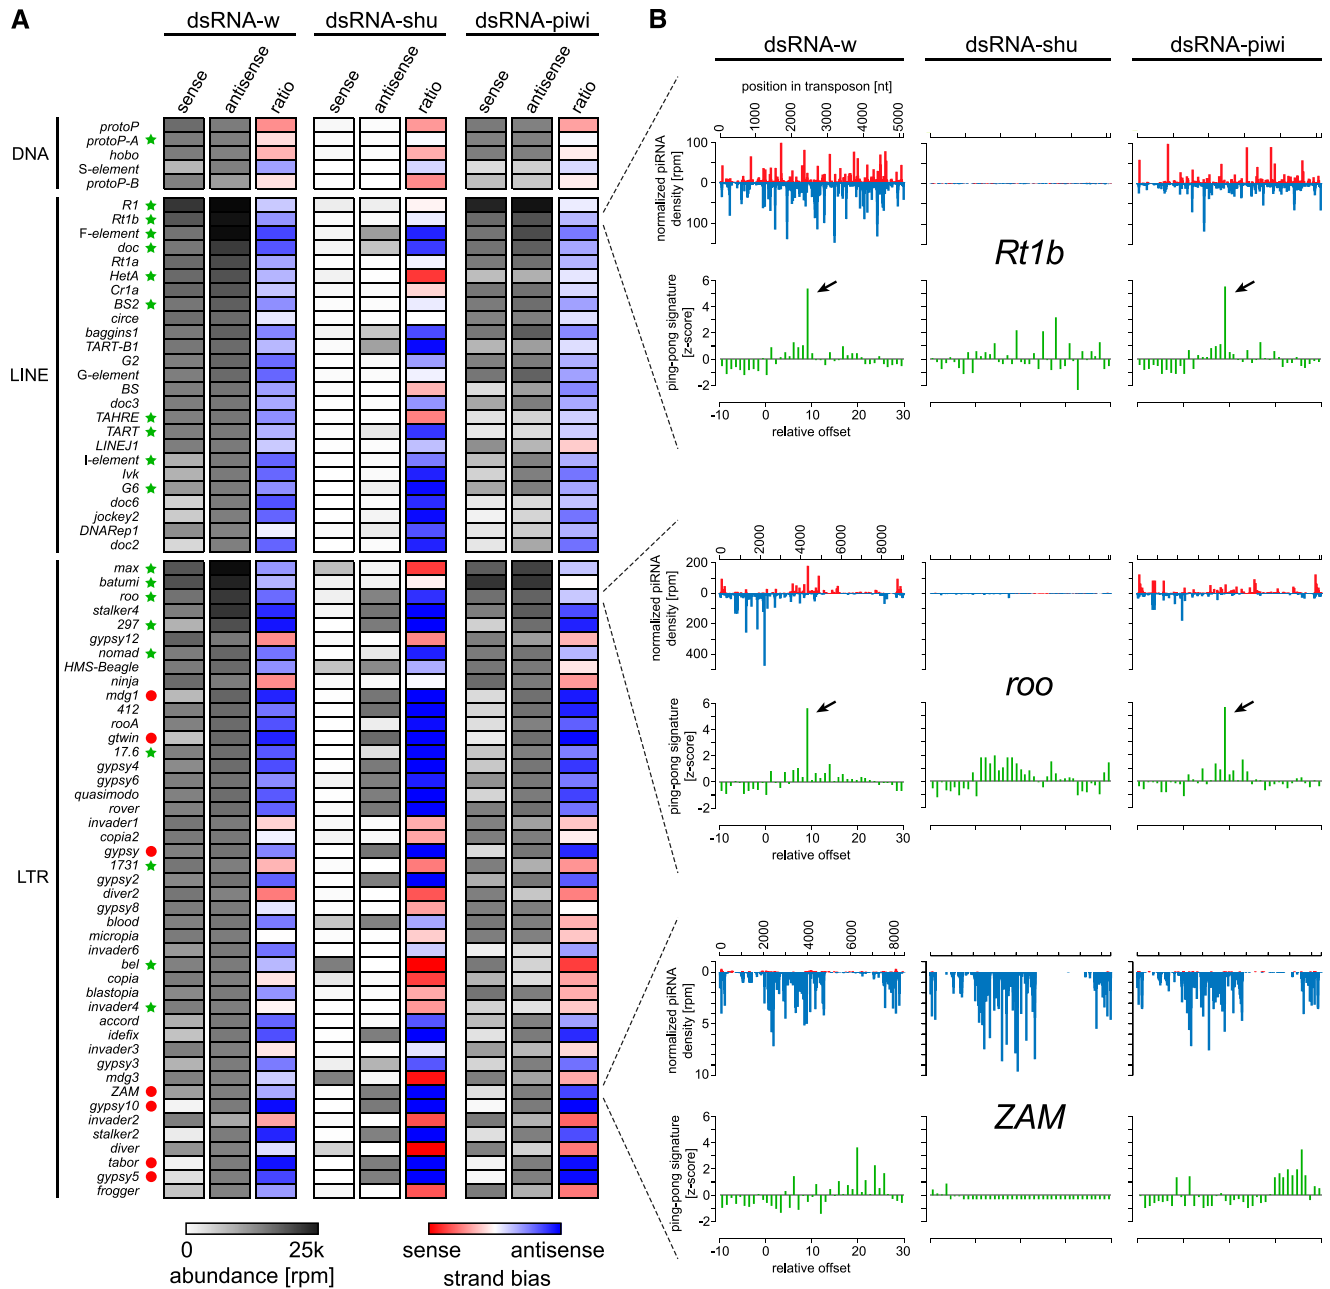 A
dsRNA-w
dsRNA-shu
dsRNA-piwi
sense
antisense
ratio
sense
antisense
ratio
sense
antisense
ratio
DNA
protoP
protoP-A
hobo
S-element
protoP-B
LINE
R1
Rt1b
F-element
doc
Rt1a
HetA
Cr1a
BS2
circe
baggins1
TART-B1
G2
G-element
BS
doc3
TAHRE
TART
LINEJ1
I-element
Ivk
G6
doc6
jockey2
DNARep1
doc2
LTR
max
batumi
roo
stalker4
297
gypsy12
nomad
HMS-Beagle
ninja
mdg1
412
rooA
gtwin
17.6
gypsy4
gypsy6
quasimodo
rover
invader1
copia2
gypsy
1731
gypsy2
diver2
gypsy8
blood
micropia
invader6
bel
copia
blastopia
invader4
accord
idefix
invader3
gypsy3
mdg3
ZAM
gypsy10
invader2
stalker2
diver
tabor
gypsy5
frogger
0
25k
abundance [rpm]
sense
antisense
strand bias
B
dsRNA-w
dsRNA-shu
dsRNA-piwi
position in transposon [nt]
0 1000 2000 3000 4000 5000
normalized piRNA
density [rpm]
100
0
100
Rt1b
ping-pong signature
[z-score]
6
4
2
0
-2
-10 0 10 20 30
relative offset
0 2000 4000 6000 8000
normalized piRNA
density [rpm]
200
0
200
400
roo
ping-pong signature
[z-score]
6
4
2
0
-2
-10 0 10 20 30
relative offset
0 2000 4000 6000 8000
normalized piRNA
density [rpm]
0
5
10
ZAM
ping-pong signature
[z-score]
6
4
2
0
-2
-10 0 10 20 30
relative offset